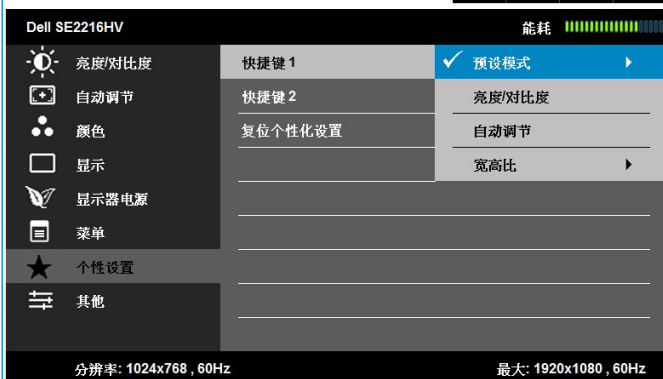 Dell SE2216HV 能耗
亮度/对比度 快捷键 1 预设模式
自动调节 快捷键 2 亮度/对比度
颜色 复位个性化设置 自动调节
显示 宽高比
显示器电源
菜单
个性设置
其他
分辨率: 1024x768 , 60Hz 最大: 1920x1080 , 60Hz